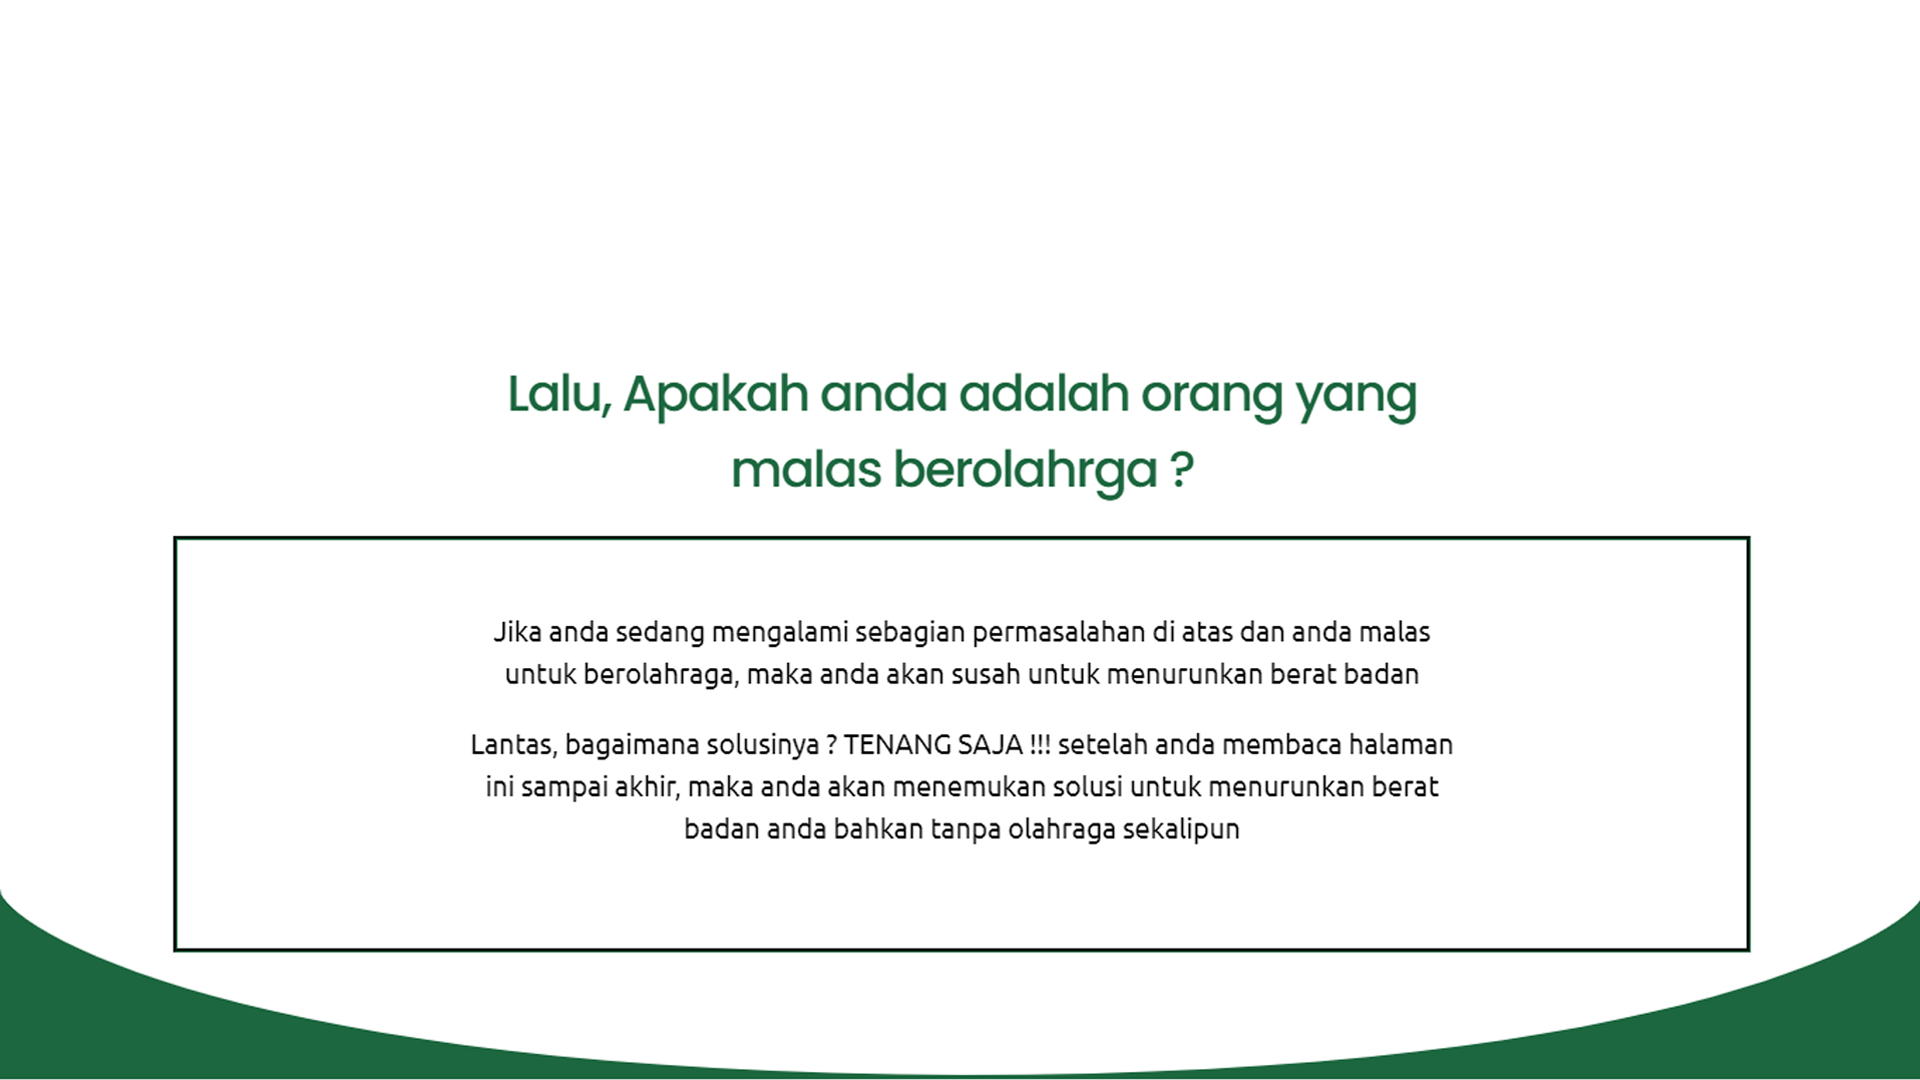 Lalu, Apakah anda adalah orang yang
malas berolahrga ?
Jika anda sedang mengalami sebagian permasalahan di atas dan anda malas
untuk berolahraga, maka anda akan susah untuk menurunkan berat badan
Lantas, bagaimana solusinya ? TENANG SAJA !!! setelah anda membaca halaman
ini sampai akhir, maka anda akan menemukan solusi untuk menurunkan berat
badan anda bahkan tanpa olahraga sekalipun